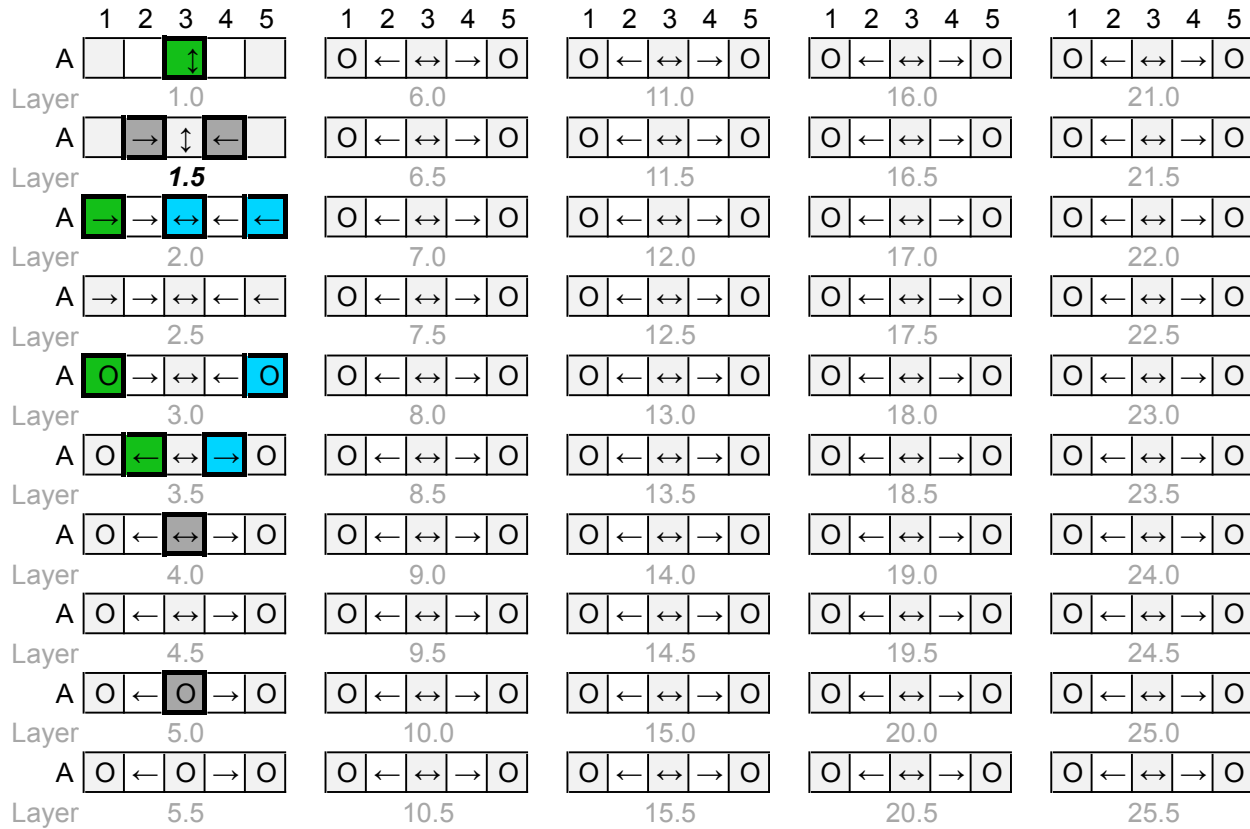 1 2 3 4 5 1 2 3 4 5 1 2 3 4 5 1 2 3 4 5 1 2 3 4 5
A ↕ O ← ↔ → O O ← ↔ → O O ← ↔ → O O ← ↔ → O
Layer 1.0 6.0 11.0 16.0 21.0
A → ↕ ← O ← ↔ → O O ← ↔ → O O ← ↔ → O O ← ↔ → O
Layer 1.5 6.5 11.5 16.5 21.5
A → → ↔ ← ← O ← ↔ → O O ← ↔ → O O ← ↔ → O O ← ↔ → O
Layer 2.0 7.0 12.0 17.0 22.0
A → → ↔ ← ← O ← ↔ → O O ← ↔ → O O ← ↔ → O O ← ↔ → O
Layer 2.5 7.5 12.5 17.5 22.5
A O → ↔ ← O O ← ↔ → O O ← ↔ → O O ← ↔ → O O ← ↔ → O
Layer 3.0 8.0 13.0 18.0 23.0
A O ← ↔ → O O ← ↔ → O O ← ↔ → O O ← ↔ → O O ← ↔ → O
Layer 3.5 8.5 13.5 18.5 23.5
A O ← ↔ → O O ← ↔ → O O ← ↔ → O O ← ↔ → O O ← ↔ → O
Layer 4.0 9.0 14.0 19.0 24.0
A O ← ↔ → O O ← ↔ → O O ← ↔ → O O ← ↔ → O O ← ↔ → O
Layer 4.5 9.5 14.5 19.5 24.5
A O ← O → O O ← ↔ → O O ← ↔ → O O ← ↔ → O O ← ↔ → O
Layer 5.0 10.0 15.0 20.0 25.0
A O ← O → O O ← ↔ → O O ← ↔ → O O ← ↔ → O O ← ↔ → O
Layer 5.5 10.5 15.5 20.5 25.5